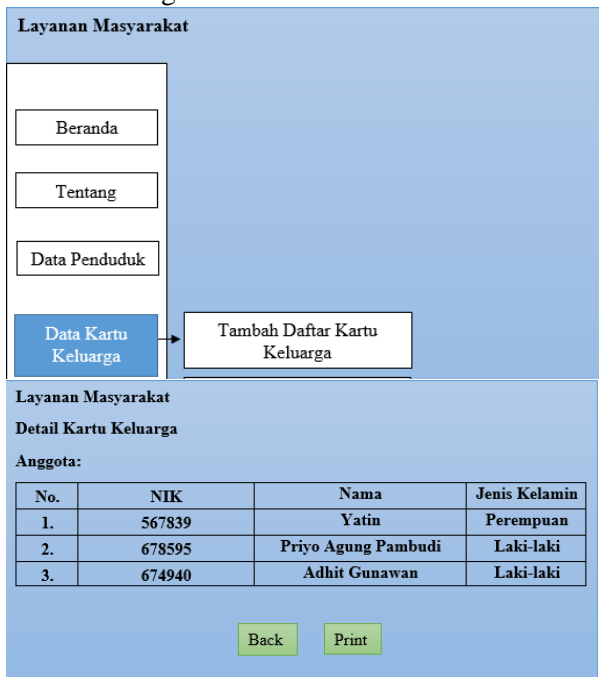 Layanan Masyarakat
Beranda
Tentang
Data Penduduk
Data Kartu
Keluarga
Tambah Daftar Kartu
Keluarga
Layanan Masyarakat
Detail Kartu Keluarga
Anggota:
No. NIK Nama Jenis Kelamin
1. 567839 Yatin Perempuan
2. 678595 Priyo Agung Pambudi Laki-laki
3. 674940 Adhit Gunawan Laki-laki
Back Print